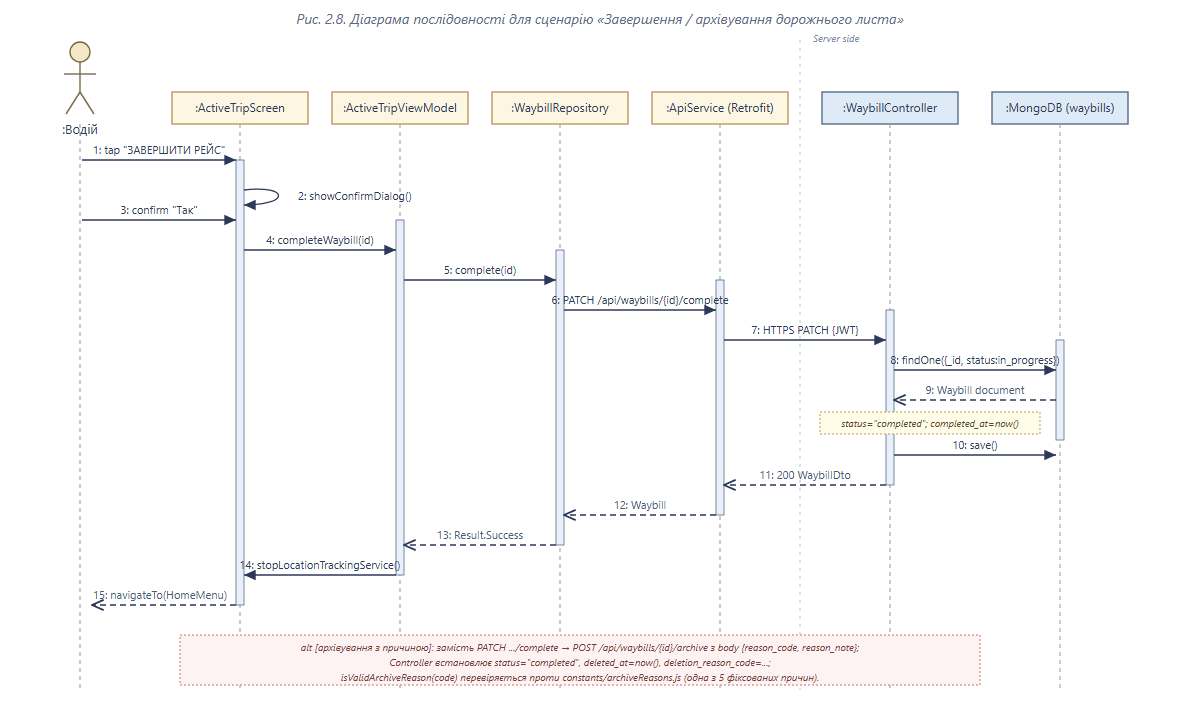 Рис. 2.8. Діаграма послідовності для сценарію «Завершення / архівування дорожнього листа»
Server side
:Водій
:ActiveTripScreen
:ActiveTripViewModel
:WaybillRepository
:ApiService (Retrofit)
:WaybillController
:MongoDB (waybills)
1: tap "ЗАВЕРШИТИ РЕЙС"
2: showConfirmDialog()
3: confirm "Так"
4: completeWaybill(id)
5: complete(id)
6: PATCH /api/waybills/{id}/complete
7: HTTPS PATCH {JWT}
8: findOne({_id, status:in_progress})
9: Waybill document
status="completed"; completed_at=now()
10: save()
11: 200 WaybillDto
12: Waybill
13: Result.Success
14: stopLocationTrackingService()
15: navigateTo(HomeMenu)
alt [архівування з причиною]: замість PATCH .../complete → POST /api/waybills/{id}/archive з body {reason_code, reason_note};
Controller встановлює status="completed", deleted_at=now(), deletion_reason_code=...;
isValidArchiveReason(code) перевіряється проти constants/archiveReasons.js (одна з 5 фіксованих причин).